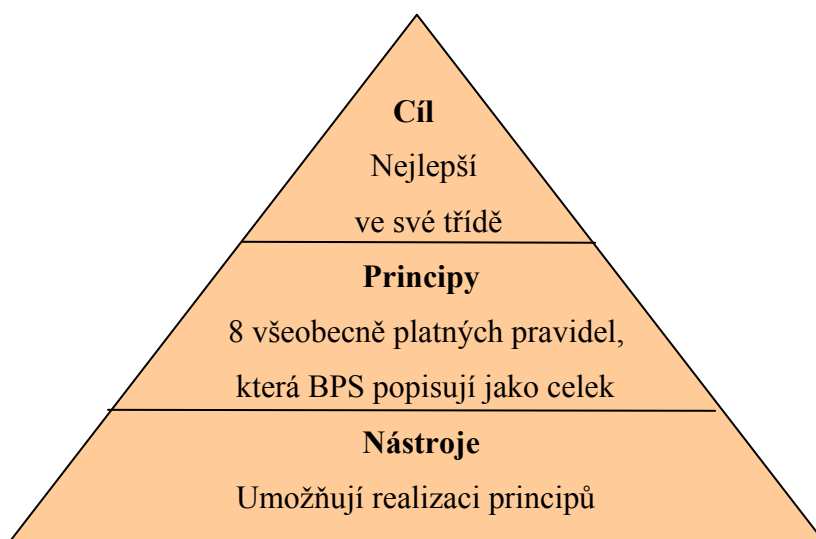 Cíl
Nejlepší
ve své třídě
Principy
8 všeobecně platných pravidel,
která BPS popisují jako celek
Nástroje
Umožňují realizaci principů